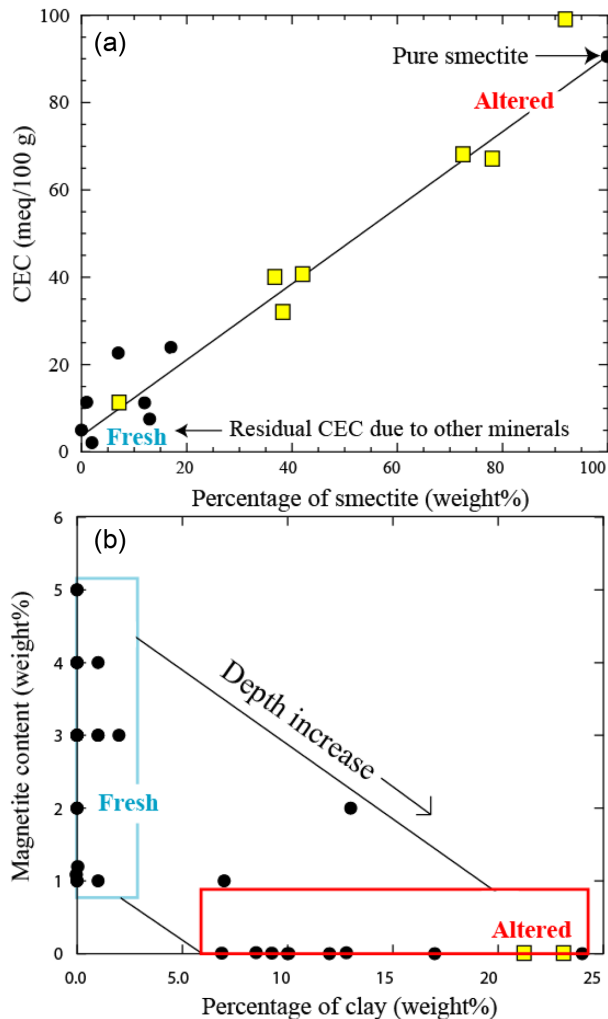 (a)
CEC (meq/100 g)
100
80
60
40
20
0
Pure smectite
Altered
Fresh
Residual CEC due to other minerals
0 20 40 60 80 100
Percentage of smectite (weight%)
(b)
Magnetite content (weight%)
6
5
4
3
2
1
0
Depth increase
Fresh
Altered
0.0 5.0 10 15 20 25
Percentage of clay (weight%)